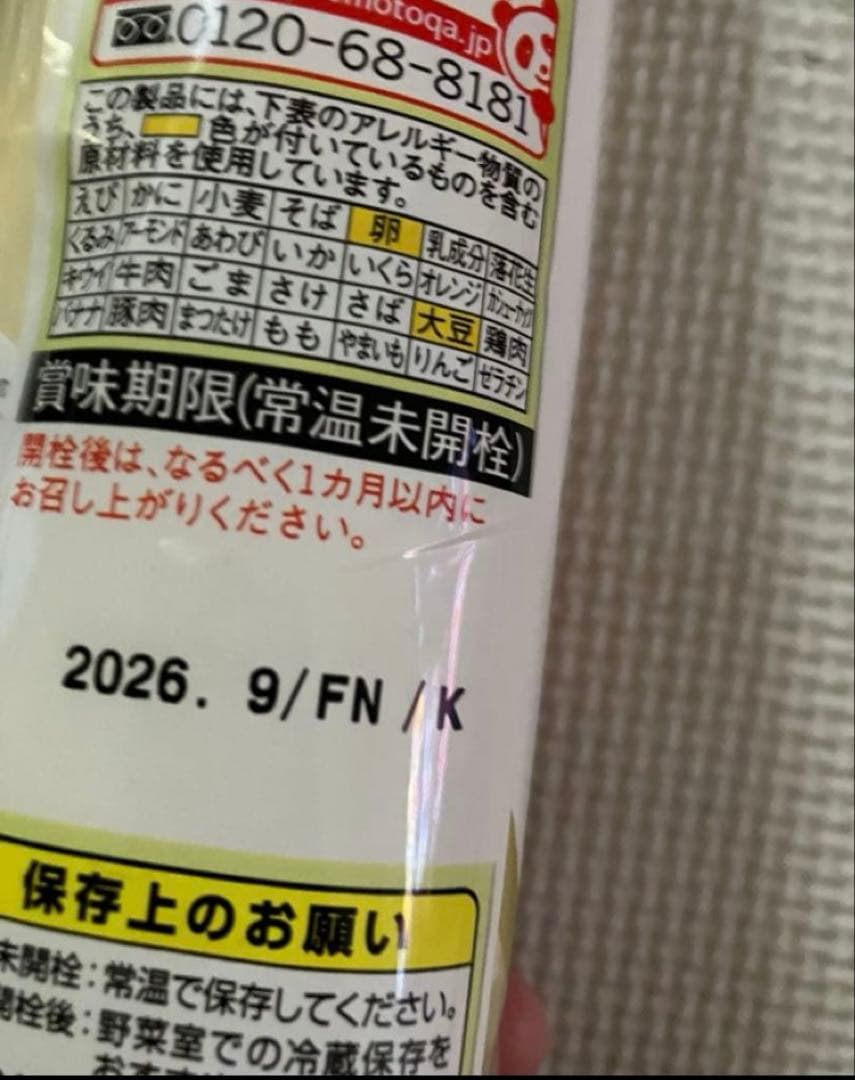 motoqa.jp
0120-68-8181
この製品には、下表のアレルギー物質の
うち、 色が付いているものを含む
原材料を使用しています。
えび かに 小麦 そば 卵 乳成分 落花生
くるみ アーモンド あわび いか いくら オレンジ カシューナッツ
キウイ 牛肉 ごま さけ さば 大豆 鶏肉
バナナ 豚肉 まつたけ もも やまいも りんご ゼラチン
賞味期限(常温未開栓)
開栓後は、なるべく1カ月以内に
お召し上がりください。
2026. 9/FN /K
保存上のお願い
未開栓:常温で保存してください。
開栓後:野菜室での冷蔵保存を